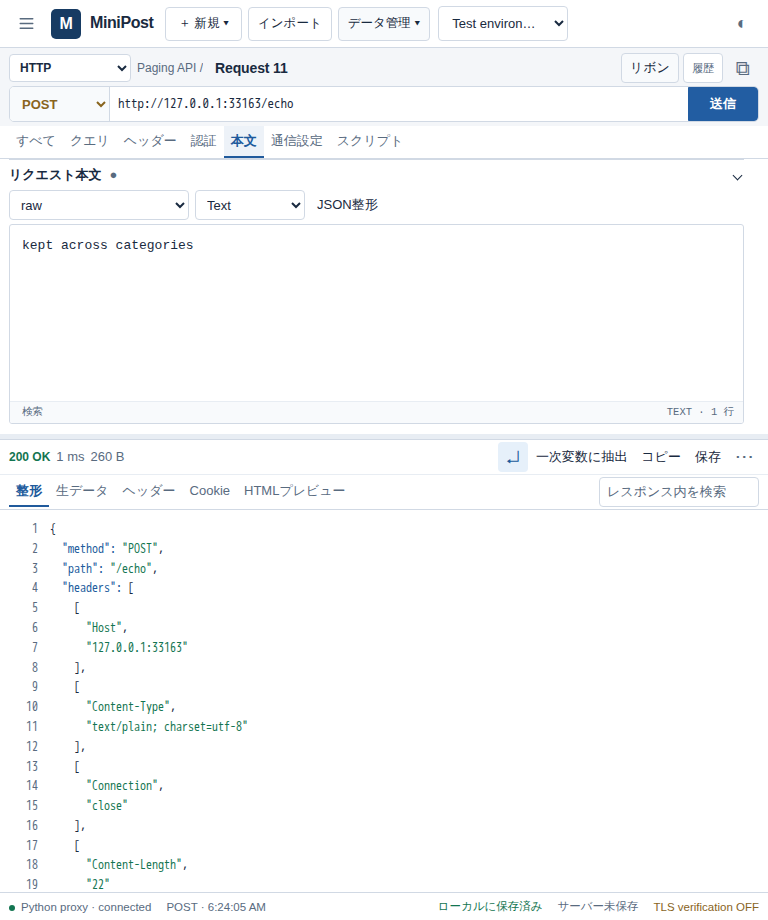 M MiniPost ＋ 新規 ▾ インポート データ管理 ▾ Test environ…
HTTP Paging API / Request 11 リボン 履歴
POST http://127.0.0.1:33163/echo 送信
すべて クエリ ヘッダー 認証 本文 通信設定 スクリプト
リクエスト本文 ●
raw Text JSON整形
kept across categories
検索 TEXT · 1 行
200 OK 1 ms 260 B 一次変数に抽出 コピー 保存 ···
整形 生データ ヘッダー Cookie HTMLプレビュー レスポンス内を検索
1 {
2 "method": "POST",
3 "path": "/echo",
4 "headers": [
5 [
6 "Host",
7 "127.0.0.1:33163"
8 ],
9 [
10 "Content-Type",
11 "text/plain; charset=utf-8"
12 ],
13 [
14 "Connection",
15 "close"
16 ],
17 [
18 "Content-Length",
19 "22"
Python proxy · connected POST · 6:24:05 AM ローカルに保存済み サーバー未保存 TLS verification OFF